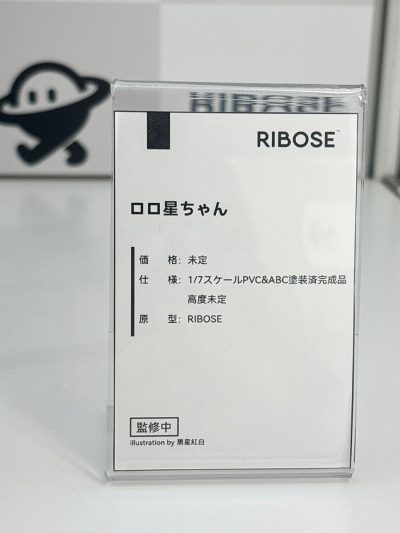 RIBOSE
RIBOSE™
ロロ星ちゃん
価 格: 未定
仕 様: 1/7スケールPVC&ABC塗装済完成品
高度未定
原 型: RIBOSE
監修中
illustration by 黒星紅白